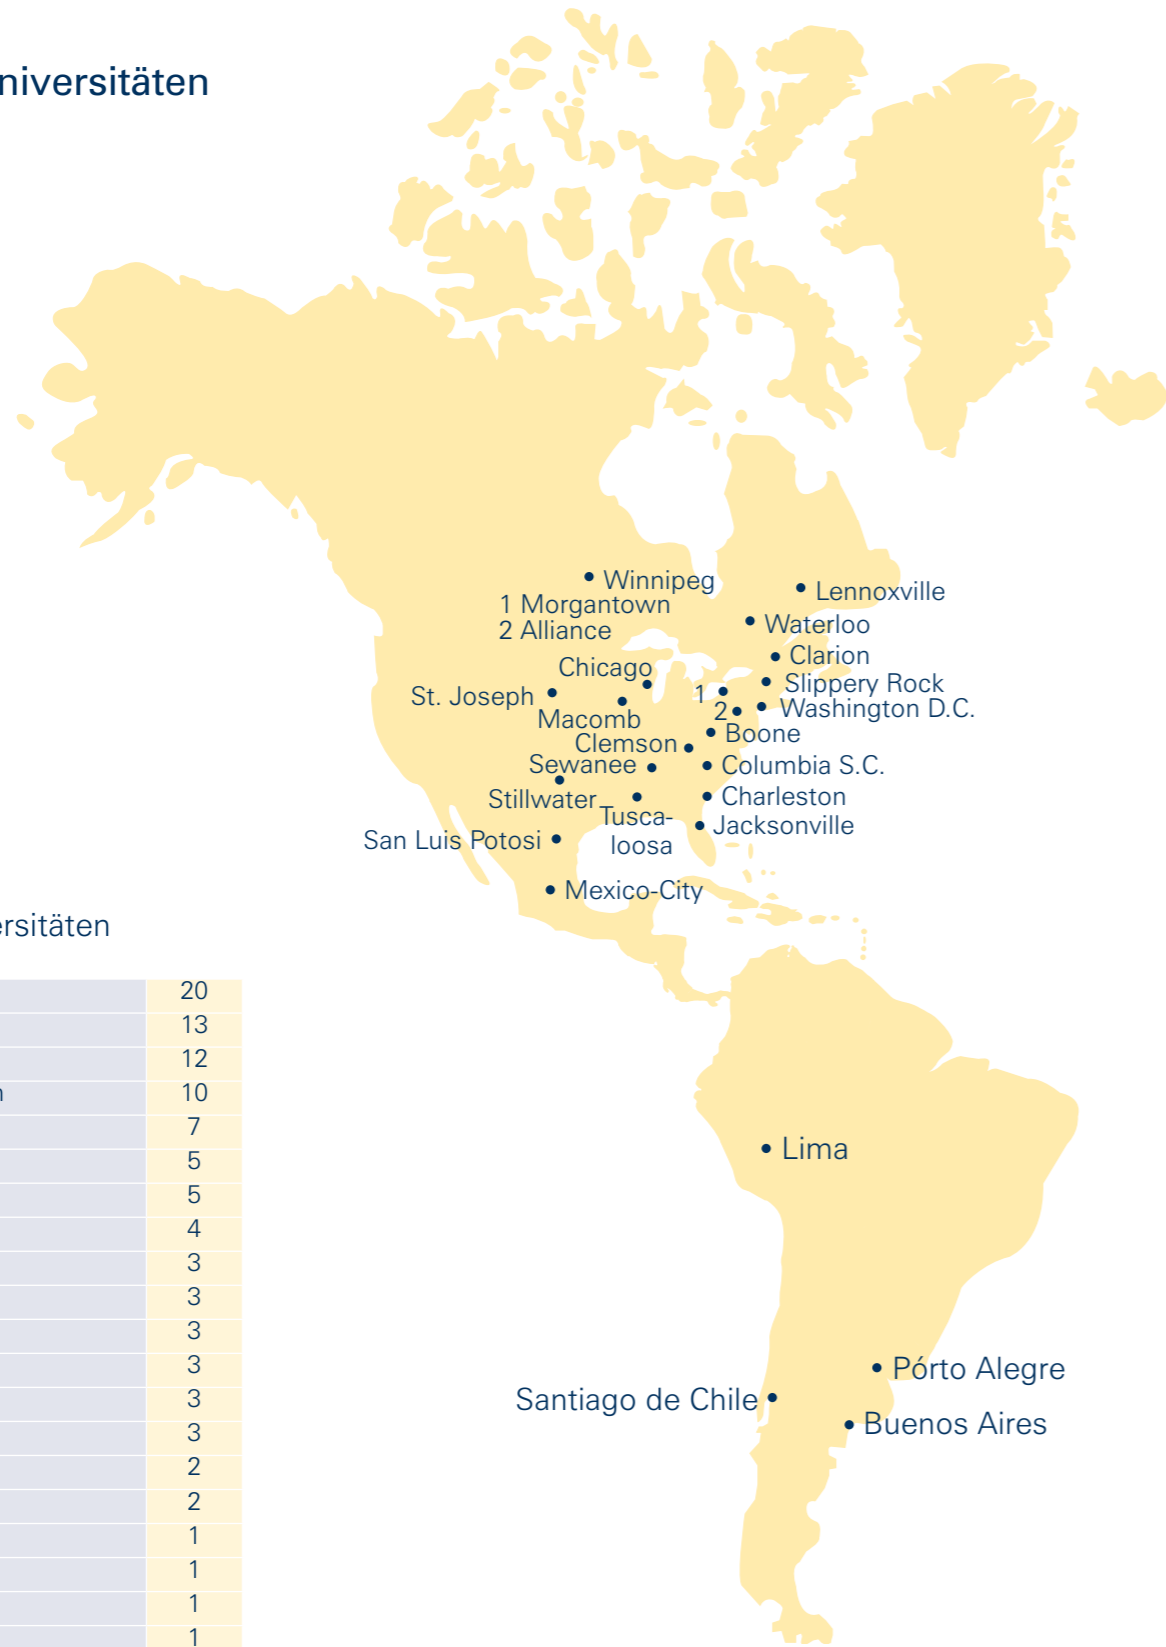 niversitäten
Winnipeg
1 Morgantown
2 Alliance
Lennoxville
Waterloo
Clarion
Chicago
St. Joseph
1
Slippery Rock
2
Washington D.C.
Macomb
Boone
Clemson
Sewanee
Columbia S.C.
Stillwater
Charleston
Tusca-
loosa
Jacksonville
San Luis Potosi
Mexico-City
ersitäten
20
13
12
n 10
7
5
5
4
3
3
3
3
3
3
2
2
1
1
1
1
Lima
Pórto Alegre
Santiago de Chile
Buenos Aires